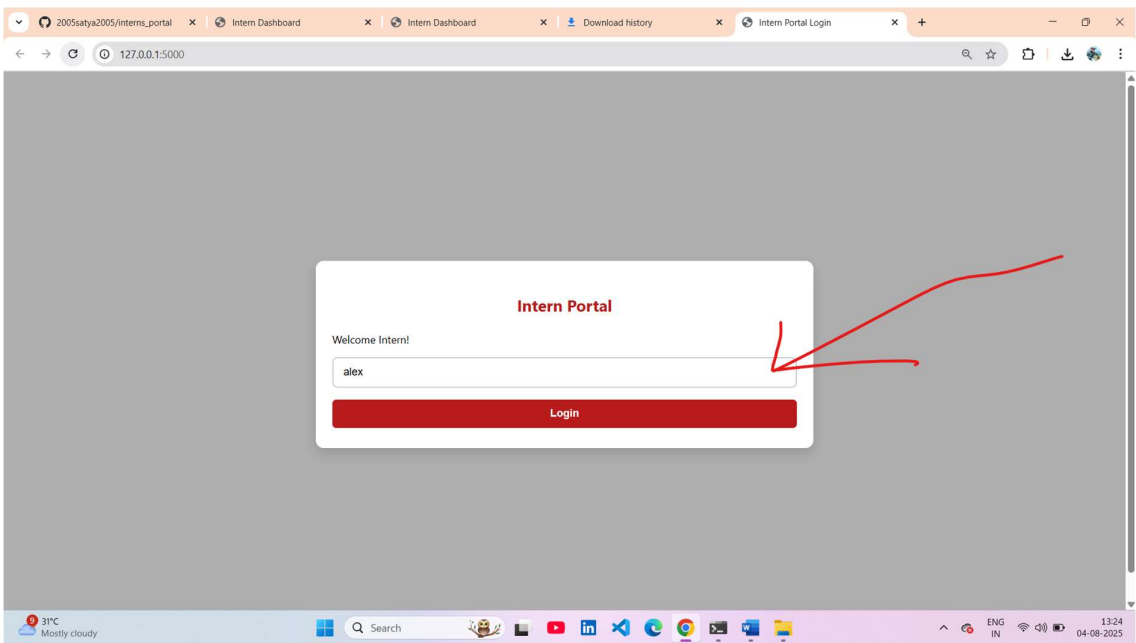 2005satya2005/interns_portal
Intern Dashboard
Intern Dashboard
Download history
Intern Portal Login
127.0.0.1:5000
Intern Portal
Welcome Intern!
alex
Login
9
31°C
Mostly cloudy
Search
ENG
IN
13:24
04-08-2025